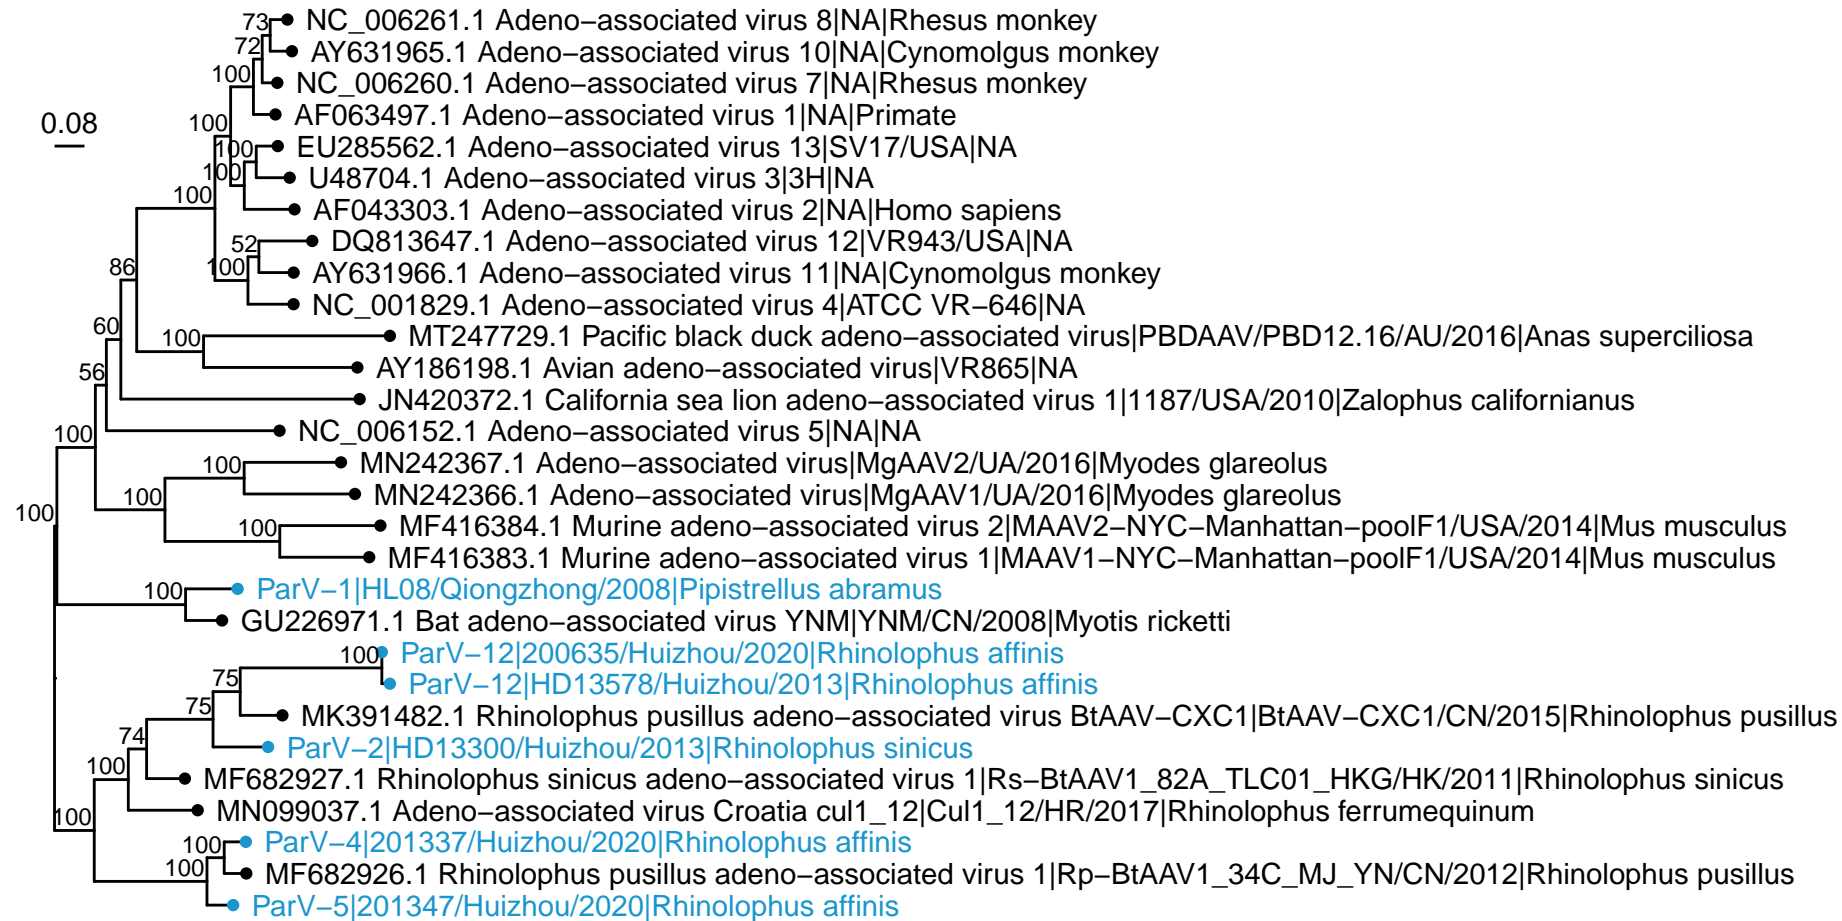 73
NC_006261.1 Adeno−associated virus 8|NA|Rhesus monkey
72
AY631965.1 Adeno−associated virus 10|NA|Cynomolgus monkey
100
NC_006260.1 Adeno−associated virus 7|NA|Rhesus monkey
0.08
100
AF063497.1 Adeno−associated virus 1|NA|Primate
100
EU285562.1 Adeno−associated virus 13|SV17/USA|NA
100
U48704.1 Adeno−associated virus 3|3H|NA
100
AF043303.1 Adeno−associated virus 2|NA|Homo sapiens
52
DQ813647.1 Adeno−associated virus 12|VR943/USA|NA
86
100
AY631966.1 Adeno−associated virus 11|NA|Cynomolgus monkey
NC_001829.1 Adeno−associated virus 4|ATCC VR−646|NA
60
100
MT247729.1 Pacific black duck adeno−associated virus|PBDAAV/PBD12.16/AU/2016|Anas superciliosa
56
AY186198.1 Avian adeno−associated virus|VR865|NA
JN420372.1 California sea lion adeno−associated virus 1|1187/USA/2010|Zalophus californianus
100
NC_006152.1 Adeno−associated virus 5|NA|NA
100
MN242367.1 Adeno−associated virus|MgAAV2/UA/2016|Myodes glareolus
100
MN242366.1 Adeno−associated virus|MgAAV1/UA/2016|Myodes glareolus
100
100
MF416384.1 Murine adeno−associated virus 2|MAAV2−NYC−Manhattan−poolF1/USA/2014|Mus musculus
MF416383.1 Murine adeno−associated virus 1|MAAV1−NYC−Manhattan−poolF1/USA/2014|Mus musculus
100
ParV−1|HL08/Qiongzhong/2008|Pipistrellus abramus
GU226971.1 Bat adeno−associated virus YNM|YNM/CN/2008|Myotis ricketti
100
ParV−12|200635/Huizhou/2020|Rhinolophus affinis
75
ParV−12|HD13578/Huizhou/2013|Rhinolophus affinis
75
MK391482.1 Rhinolophus pusillus adeno−associated virus BtAAV−CXC1|BtAAV−CXC1/CN/2015|Rhinolophus pusillus
74
ParV−2|HD13300/Huizhou/2013|Rhinolophus sinicus
100
MF682927.1 Rhinolophus sinicus adeno−associated virus 1|Rs−BtAAV1_82A_TLC01_HKG/HK/2011|Rhinolophus sinicus
100
MN099037.1 Adeno−associated virus Croatia cul1_12|Cul1_12/HR/2017|Rhinolophus ferrumequinum
100
ParV−4|201337/Huizhou/2020|Rhinolophus affinis
100
MF682926.1 Rhinolophus pusillus adeno−associated virus 1|Rp−BtAAV1_34C_MJ_YN/CN/2012|Rhinolophus pusillus
ParV−5|201347/Huizhou/2020|Rhinolophus affinis